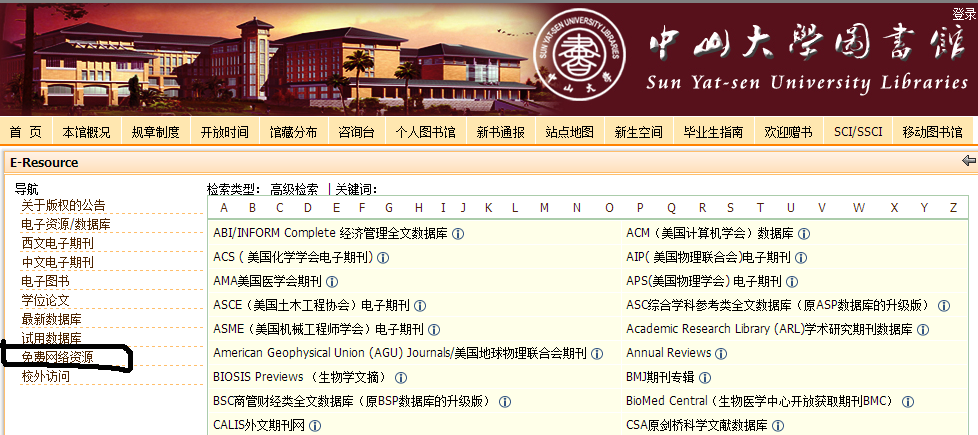 登录
SUN YAT-SEN UNIVERSITY LIBRARIES
中山大學
中山大學圖書館
Sun Yat-sen University Libraries
首 页 本馆概况 规章制度 开放时间 馆藏分布 咨询台 个人图书馆 新书通报 站点地图 新生空间 毕业生指南 欢迎赠书 SCI/SSCI 移动图书馆
E-Resource
导航
关于版权的公告
电子资源/数据库
西文电子期刊
中文电子期刊
电子图书
学位论文
最新数据库
试用数据库
免费网络资源
校外访问
检索类型: 高级检索 | 关键词:
A B C D E F G H I J K L M N O P Q R S T U V W X Y Z
ABI/INFORM Complete 经济管理全文数据库
ACM（美国计算机学会）数据库
ACS ( 美国化学学会电子期刊)
AIP( 美国物理联合会)电子期刊
AMA美国医学会期刊
APS(美国物理学会) 电子期刊
ASCE（美国土木工程协会）电子期刊
ASC综合学科参考类全文数据库（原ASP数据库的升级版）
ASME（美国机械工程师学会）电子期刊
Academic Research Library (ARL)学术研究期刊数据库
American Geophysical Union (AGU) Journals/美国地球物理联合会期刊
Annual Reviews
BIOSIS Previews （生物学文摘）
BMJ期刊专辑
BSC商管财经类全文数据库（原BSP数据库的升级版）
BioMed Central（生物医学中心开放获取期刊BMC）
CALIS外文期刊网
CSA原剑桥科学文献数据库